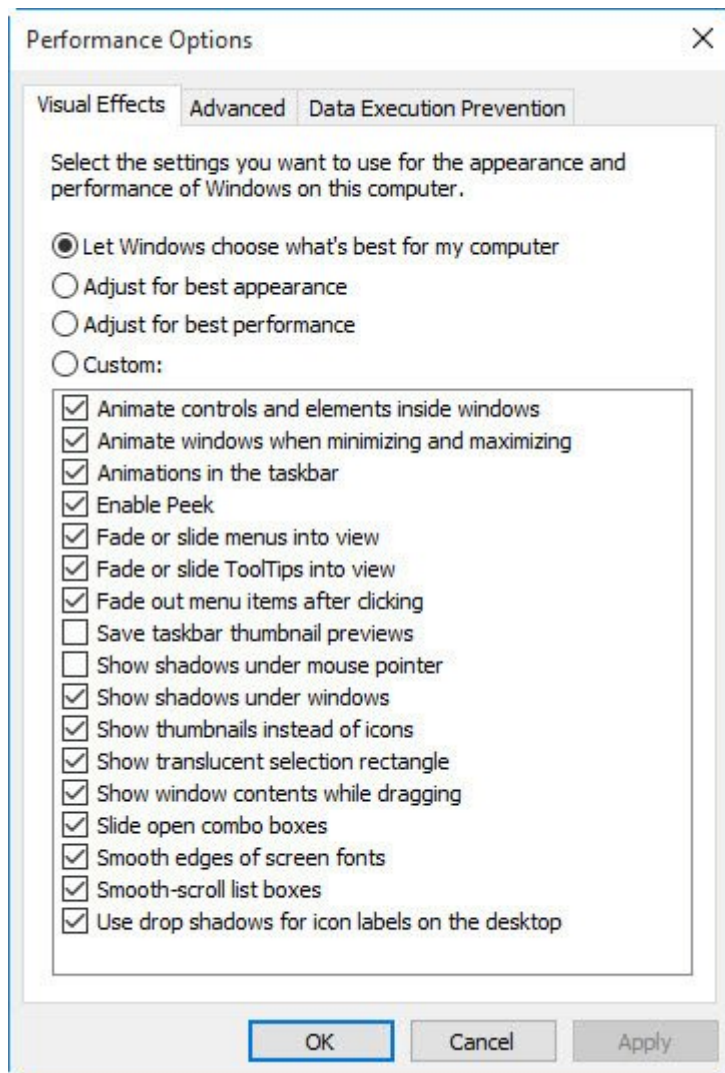 Performance Options
Visual Effects Advanced Data Execution Prevention
Select the settings you want to use for the appearance and
performance of Windows on this computer.
Let Windows choose what's best for my computer
Adjust for best appearance
Adjust for best performance
Custom:
Animate controls and elements inside windows
Animate windows when minimizing and maximizing
Animations in the taskbar
Enable Peek
Fade or slide menus into view
Fade or slide ToolTips into view
Fade out menu items after clicking
Save taskbar thumbnail previews
Show shadows under mouse pointer
Show shadows under windows
Show thumbnails instead of icons
Show translucent selection rectangle
Show window contents while dragging
Slide open combo boxes
Smooth edges of screen fonts
Smooth-scroll list boxes
Use drop shadows for icon labels on the desktop
OK Cancel Apply